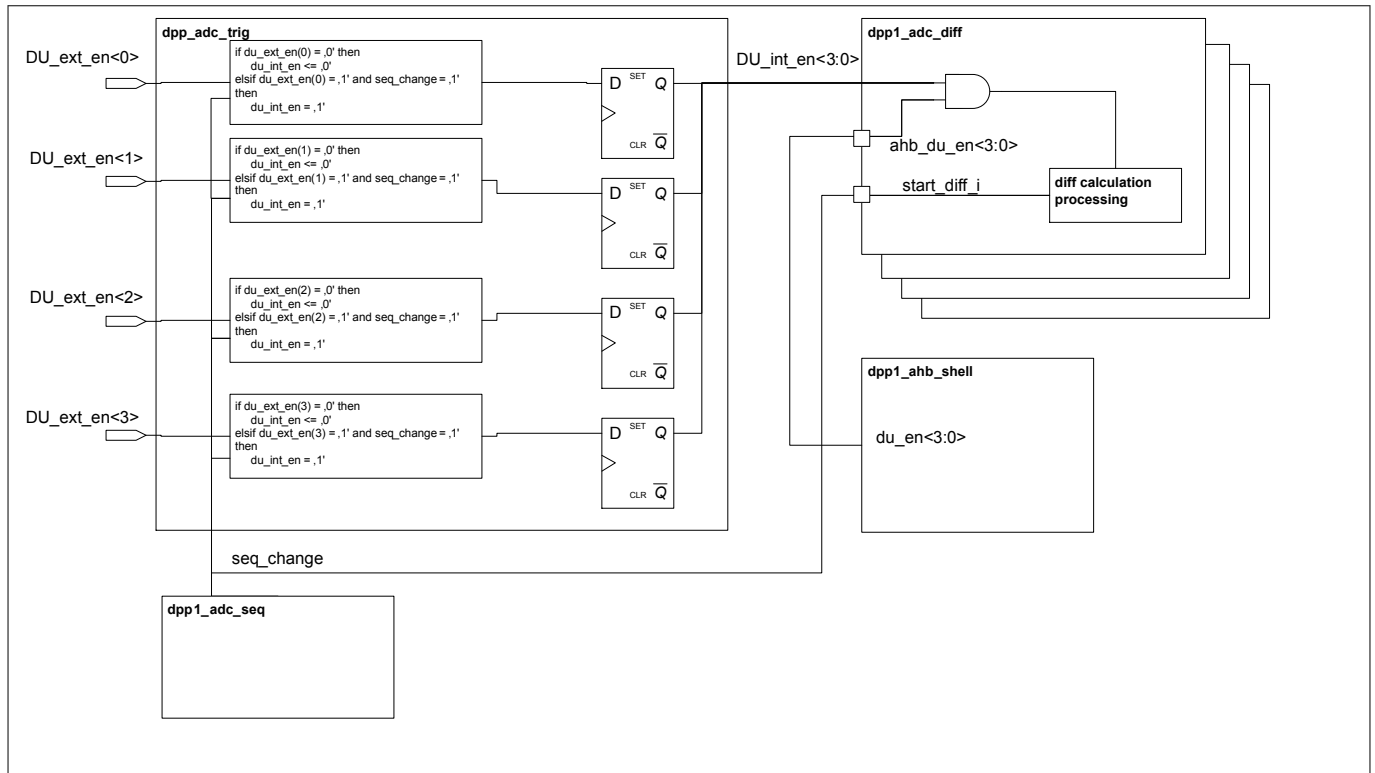 dpp_adc_trig
DU_ext_en<0>
if du_ext_en(0) = ,0' then
du_int_en <= ,0'
elsif du_ext_en(0) = ,1' and seq_change = ,1'
then
du_int_en = ,1'
D SET Q
CLR Q
DU_ext_en<1>
if du_ext_en(1) = ,0' then
du_int_en <= ,0'
elsif du_ext_en(1) = ,1' and seq_change = ,1'
then
du_int_en = ,1'
D SET Q
CLR Q
DU_ext_en<2>
if du_ext_en(2) = ,0' then
du_int_en <= ,0'
elsif du_ext_en(2) = ,1' and seq_change = ,1'
then
du_int_en = ,1'
D SET Q
CLR Q
DU_ext_en<3>
if du_ext_en(3) = ,0' then
du_int_en <= ,0'
elsif du_ext_en(3) = ,1' and seq_change = ,1'
then
du_int_en = ,1'
D SET Q
CLR Q
DU_int_en<3:0>
dpp1_adc_diff
ahb_du_en<3:0>
start_diff_i
diff calculation
processing
dpp1_ahb_shell
du_en<3:0>
seq_change
dpp1_adc_seq